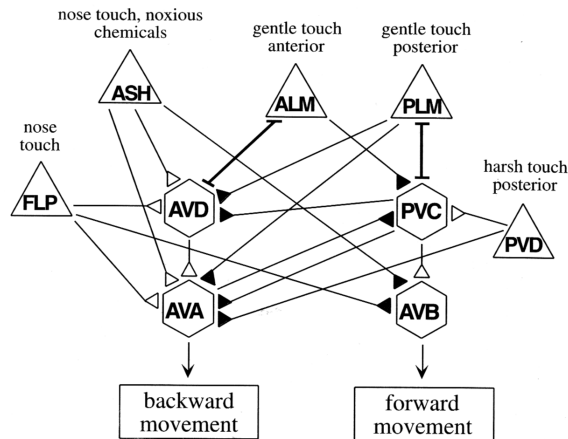 nose touch, noxious
chemicals
gentle touch
anterior
gentle touch
posterior
ASH
ALM
PLM
nose
touch
harsh touch
posterior
FLP
AVD
PVC
PVD
AVA
AVB
backward
movement
forward
movement